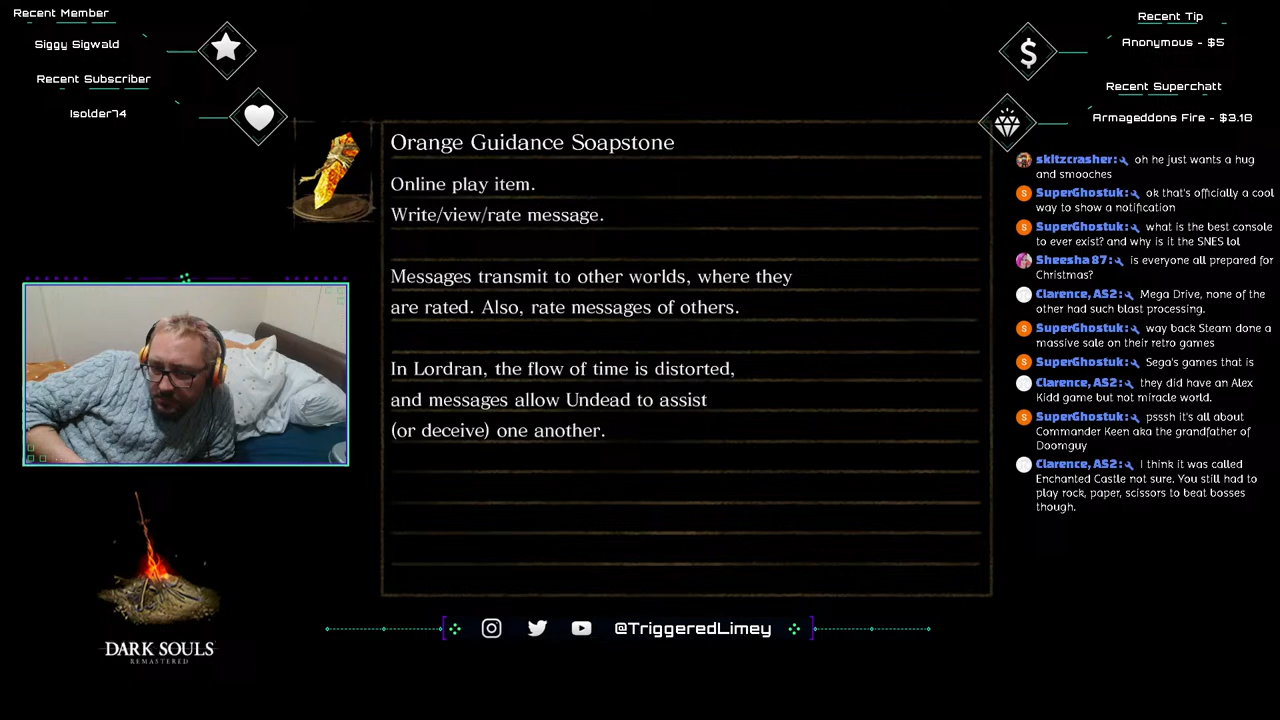 Recent Member
Siggy Sigwald
Recent Subscriber
Isolder74
Recent Tip
Anonymous - $5
Recent Superchatt
Armageddons Fire - $3.18
Orange Guidance Soapstone
Online play item.
Write/view/rate message.
Messages transmit to other worlds, where they
are rated. Also, rate messages of others.
In Lordran, the flow of time is distorted,
and messages allow Undead to assist
(or deceive) one another.
skitzcrasher: oh he just wants a hug
and smooches
S SuperGhostuk: ok that's officially a cool
way to show a notification
S SuperGhostuk: what is the best console
to ever exist? and why is it the SNES lol
Sheesha87: is everyone all prepared for
Christmas?
Clarence, AS2: Mega Drive, none of the
other had such blast processing.
S SuperGhostuk: way back Steam done a
massive sale on their retro games
S SuperGhostuk: Sega's games that is
Clarence, AS2: they did have an Alex
Kidd game but not miracle world.
S SuperGhostuk: psssh it's all about
Commander Keen aka the grandfather of
Doomguy
Clarence, AS2: I think it was called
Enchanted Castle not sure. You still had to
play rock, paper, scissors to beat bosses
though.
DARK SOULS
REMASTERED
@TriggeredLimey